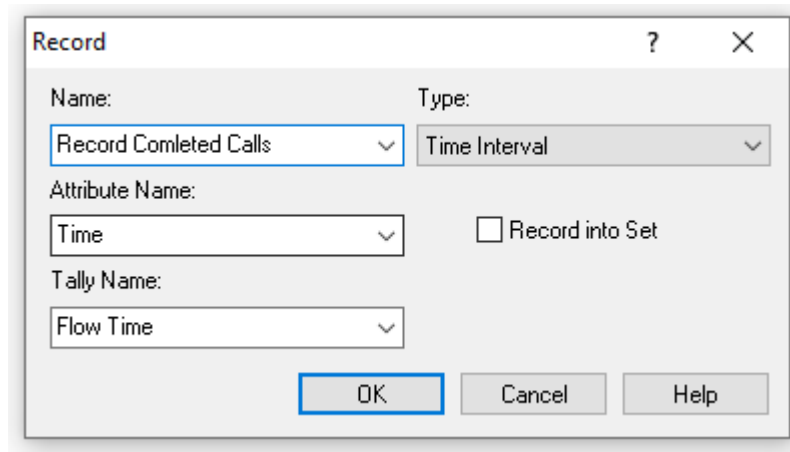 Record ?
Name: Type:
Record Comleted Calls Time Interval
Attribute Name:
Time Record into Set
Tally Name:
Flow Time
OK Cancel Help